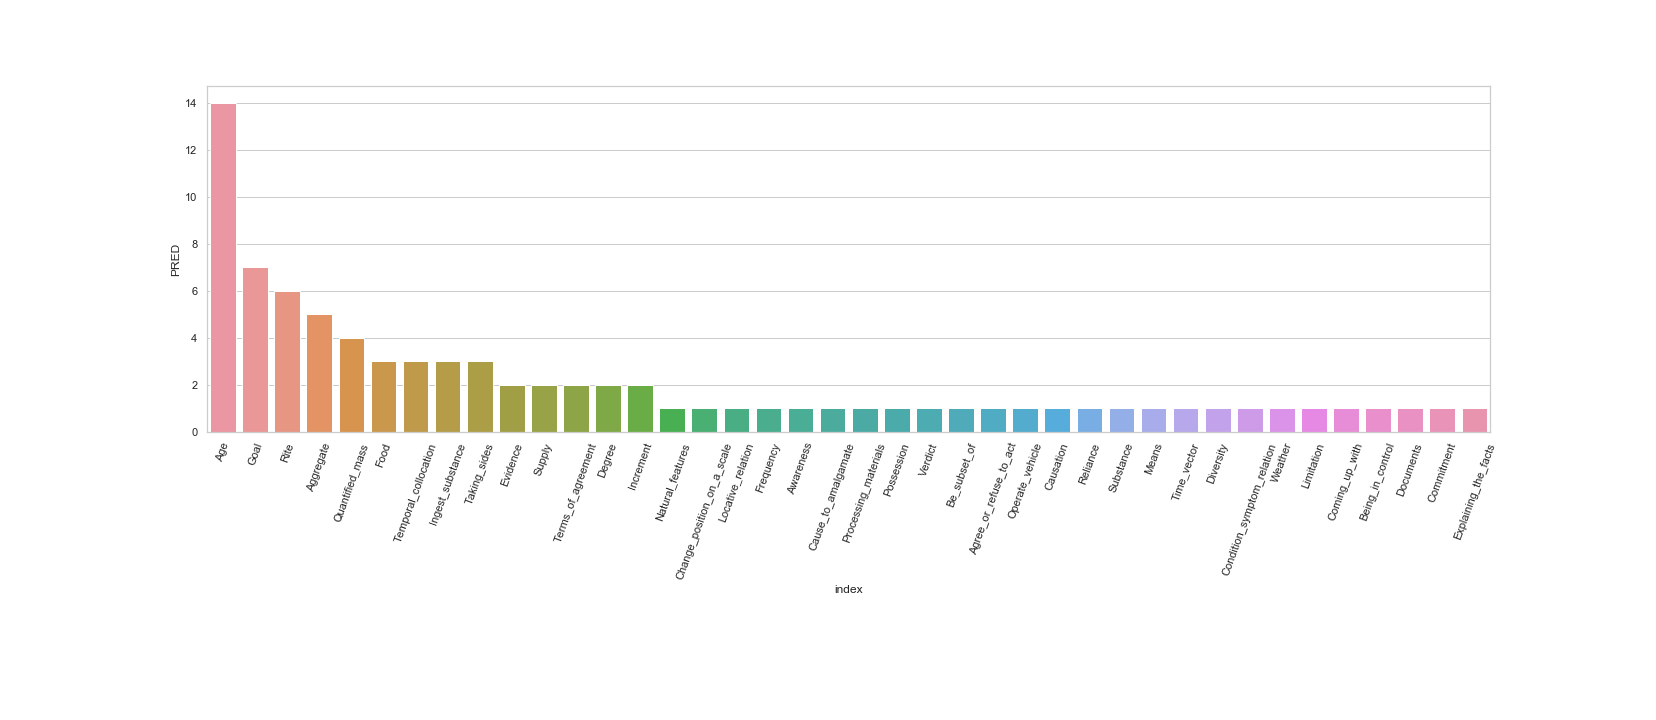 14
12
10
8
6
4
2
0
PRED
Age
Goal
Rite
Aggregate
Quantified_mass
Food
Temporal_collocation
Ingest_substance
Taking_sides
Evidence
Supply
Terms_of_agreement
Degree
Increment
Natural_features
Change_position_on_a_scale
Locative_relation
Frequency
Awareness
Cause_to_amalgamate
Processing_materials
Possession
Verdict
Be_subset_of
Agree_or_refuse_to_act
Operate_vehicle
Causation
Reliance
Substance
Means
Time_vector
Diversity
Condition_symptom_relation
Weather
Limitation
Coming_up_with
Being_in_control
Documents
Commitment
Explaining_the_facts
index